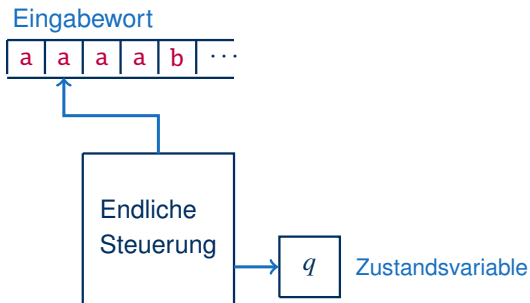 Eingabewort
a a a a b ···
Endliche
Steuerung
q Zustandsvariable